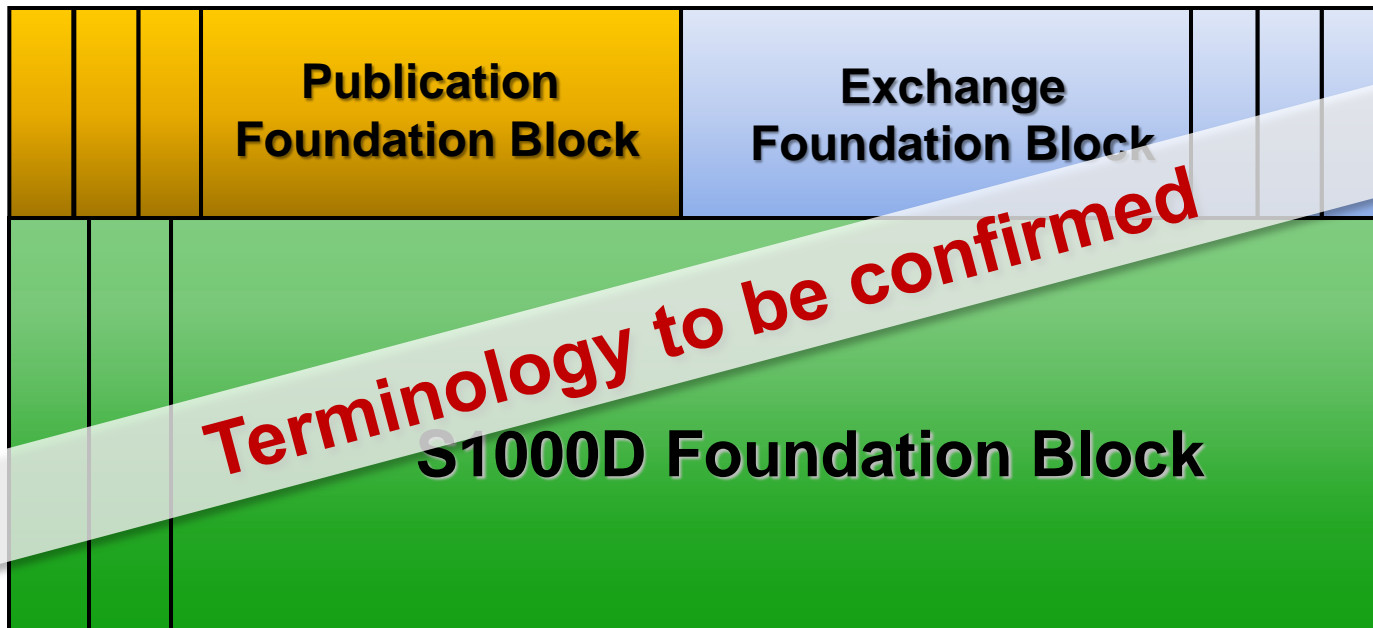 Publication
Foundation Block
Exchange
Foundation Block
Terminology to be confirmed
S1000D Foundation Block